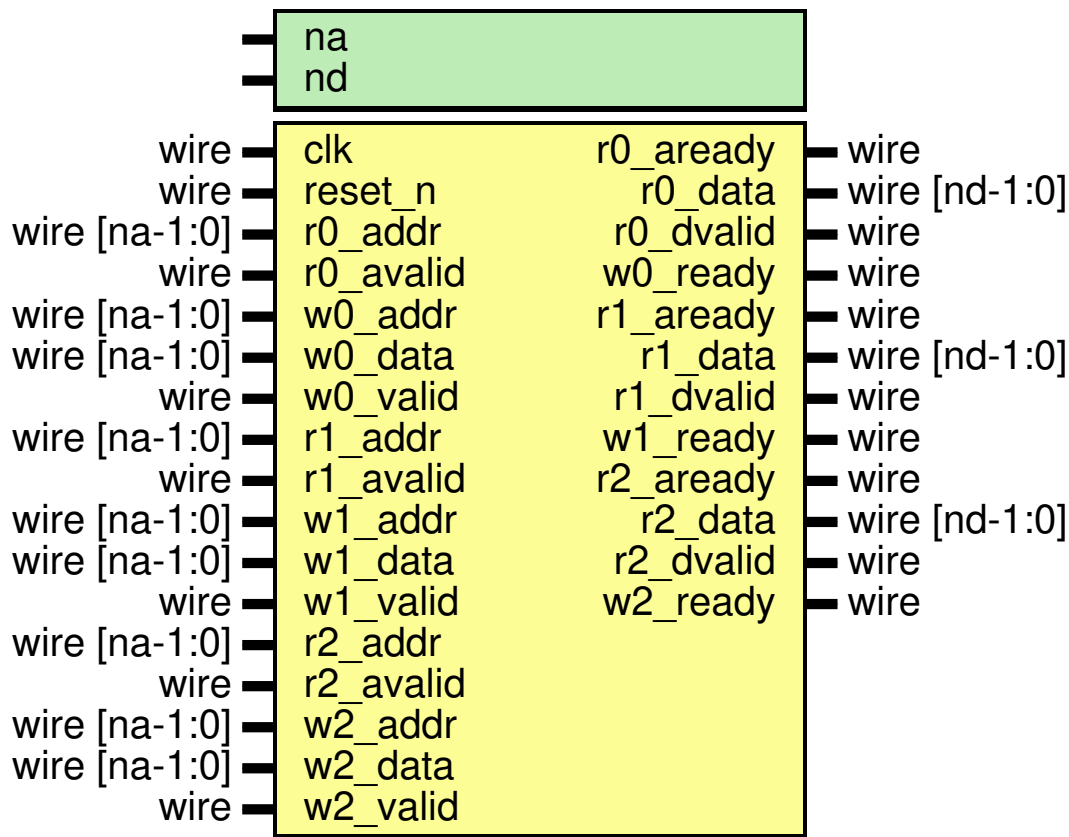 na
nd
wire clk r0_aready wire
wire reset_n r0_data wire [nd-1:0]
wire [na-1:0] r0_addr r0_dvalid wire
wire r0_avalid w0_ready wire
wire [na-1:0] w0_addr r1_aready wire
wire [na-1:0] w0_data r1_data wire [nd-1:0]
wire w0_valid r1_dvalid wire
wire [na-1:0] r1_addr w1_ready wire
wire r1_avalid r2_aready wire
wire [na-1:0] w1_addr r2_data wire [nd-1:0]
wire [na-1:0] w1_data r2_dvalid wire
wire w1_valid w2_ready wire
wire [na-1:0] r2_addr
wire r2_avalid
wire [na-1:0] w2_addr
wire [na-1:0] w2_data
wire w2_valid